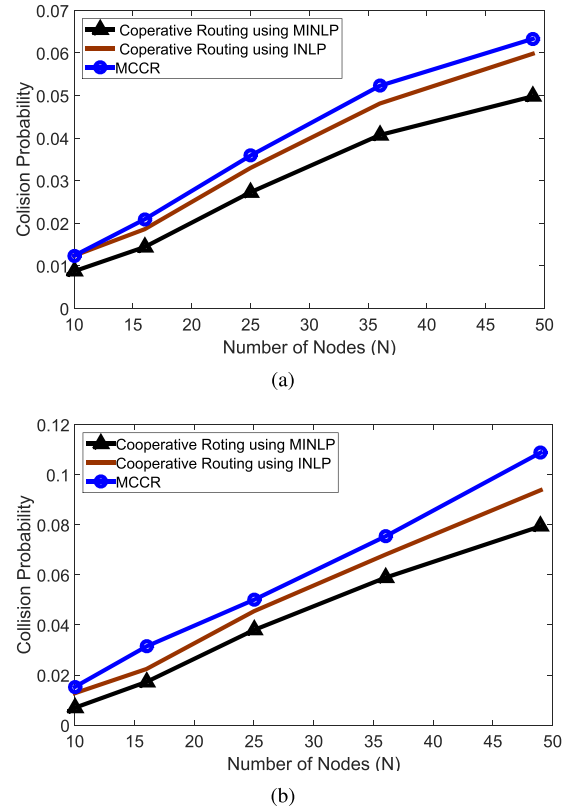 0.07
0.06
0.05
0.04
0.03
0.02
0.01
0
Colision Probability
Cooperative Routing using MINLP
Cooperative Routing using INLP
MCCR
10 15 20 25 30 35 40 45 50
Number of Nodes (N)
(a)
0.12
0.1
0.08
0.06
0.04
0.02
0
Collision Probability
Cooperative Roting using MINLP
Cooperative Routing using INLP
MCCR
10 15 20 25 30 35 40 45 50
Number of Nodes (N)
(b)